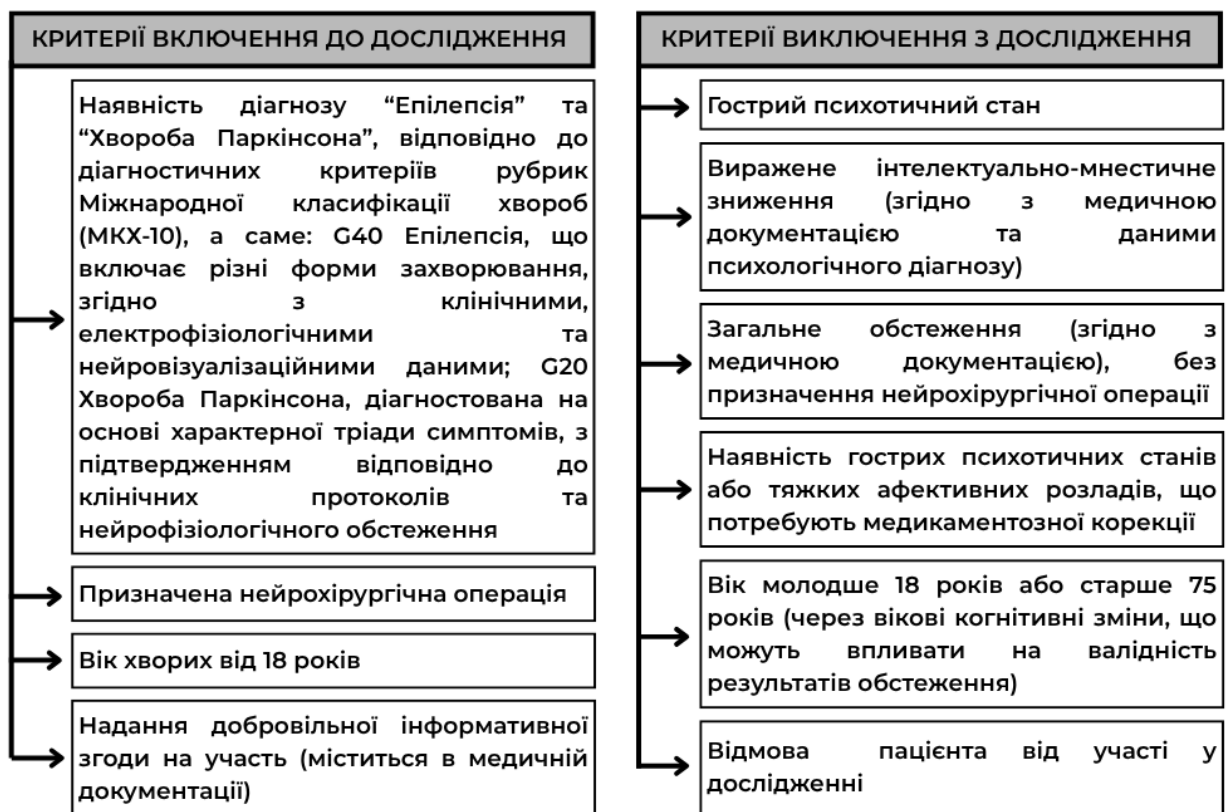 КРИТЕРІЇ ВКЛЮЧЕННЯ ДО ДОСЛІДЖЕННЯ
Наявність діагнозу “Епілепсія” та
“Хвороба Паркінсона”, відповідно до
діагностичних критеріїв рубрик
Міжнародної класифікації хвороб
(МКХ-10), а саме: G40 Епілепсія, що
включає різні форми захворювання,
згідно з клінічними,
електрофізіологічними та
нейровізуалізаційними даними; G20
Хвороба Паркінсона, діагностована на
основі характерної тріади симптомів, з
підтвердженням відповідно до
клінічних протоколів та
нейрофізіологічного обстеження
Призначена нейрохірургічна операція
Вік хворих від 18 років
Надання добровільної інформативної
згоди на участь (міститься в медичній
документації)
КРИТЕРІЇ ВИКЛЮЧЕННЯ З ДОСЛІДЖЕННЯ
Гострий психотичний стан
Виражене інтелектуально-мнестичне
зниження (згідно з медичною
документацією та даними
психологічного діагнозу)
Загальне обстеження (згідно з
медичною документацією), без
призначення нейрохірургічної операції
Наявність гострих психотичних станів
або тяжких афективних розладів, що
потребують медикаментозної корекції
Вік молодше 18 років або старше 75
років (через вікові когнітивні зміни, що
можуть впливати на валідність
результатів обстеження)
Відмова пацієнта від участі у
дослідженні